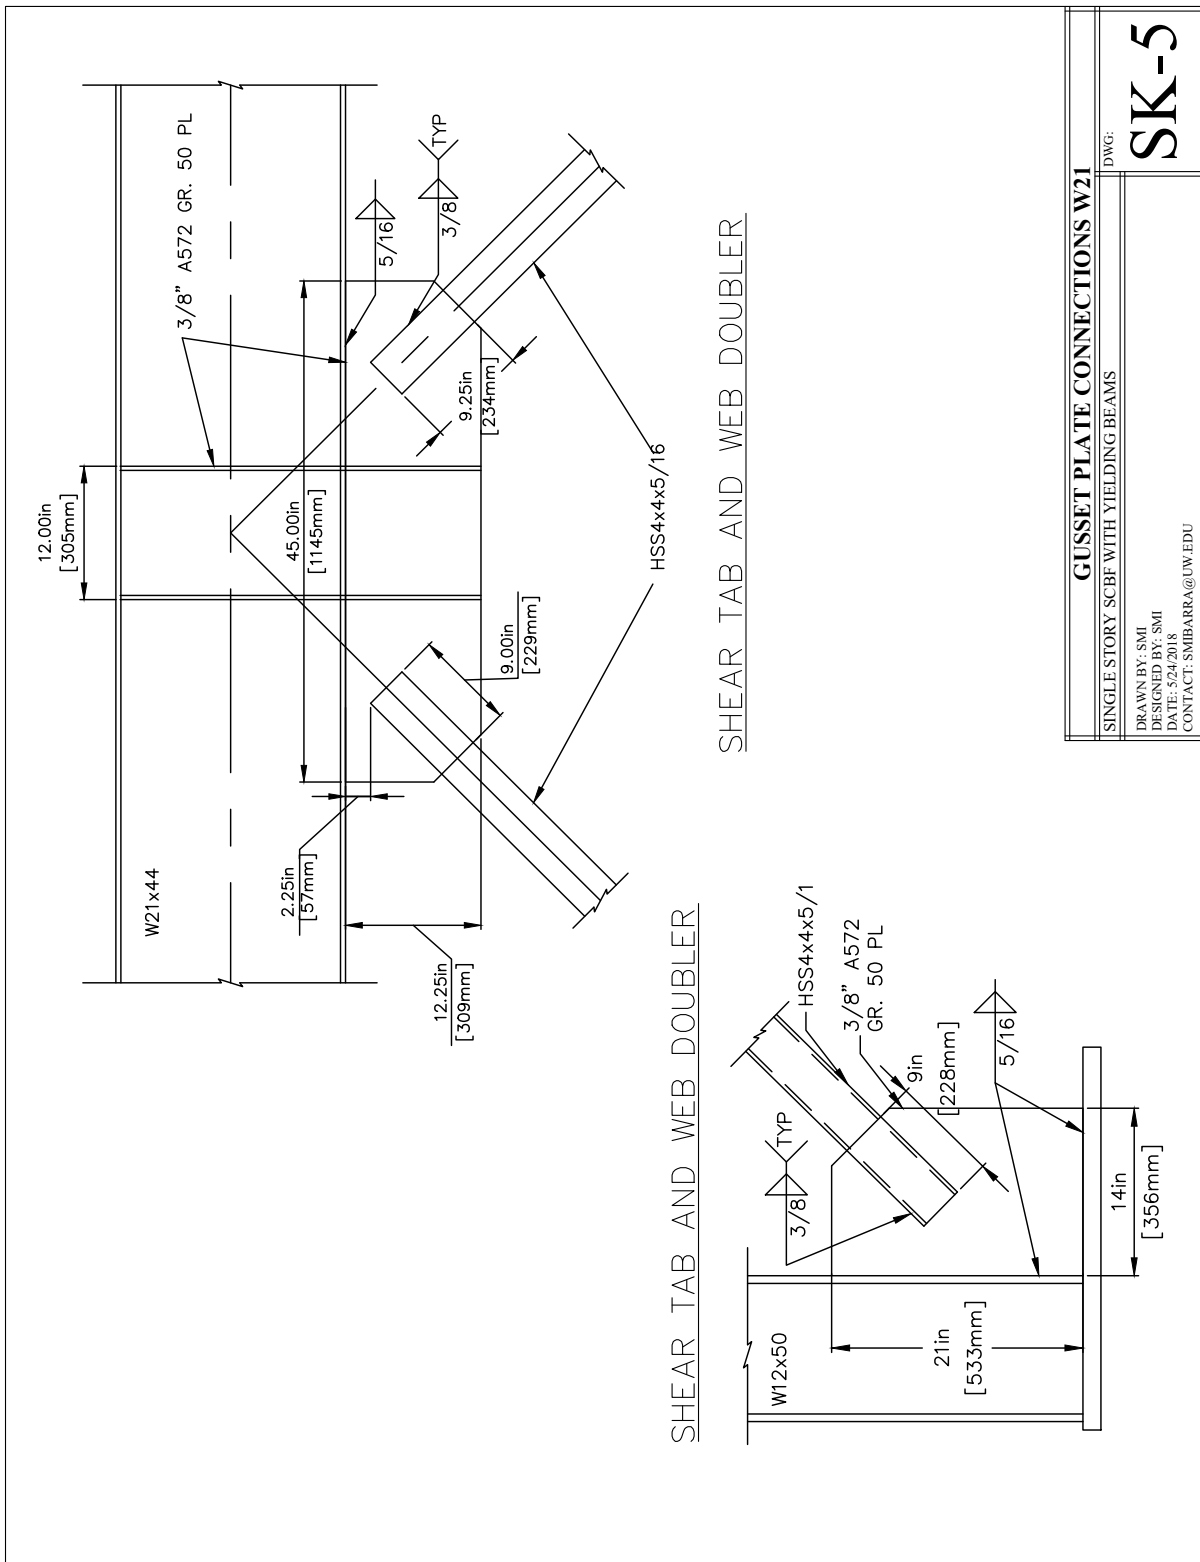 12.00in
[305mm]
3/8" A572 GR. 50 PL
W21x44
45.00in
[1145mm]
5/16
3/8
TYP
2.25in
[57mm]
9.25in
[234mm]
9.00in
[229mm]
12.25in
[309mm]
HSS4x4x5/16
SHEAR TAB AND WEB DOUBLER
SHEAR TAB AND WEB DOUBLER
W12x50
3/8
TYP
HSS4x4x5/1
3/8" A572
GR. 50 PL
9in
[228mm]
5/16
21in
[533mm]
14in
[356mm]
GUSSET PLATE CONNECTIONS W21
SINGLE STORY SCBF WITH YIELDING BEAMS
DRAWN BY: SMI
DESIGNED BY: SMI
DATE: 5/24/2018
CONTACT: SMIBARRA@UW.EDU
DWG:
SK-5